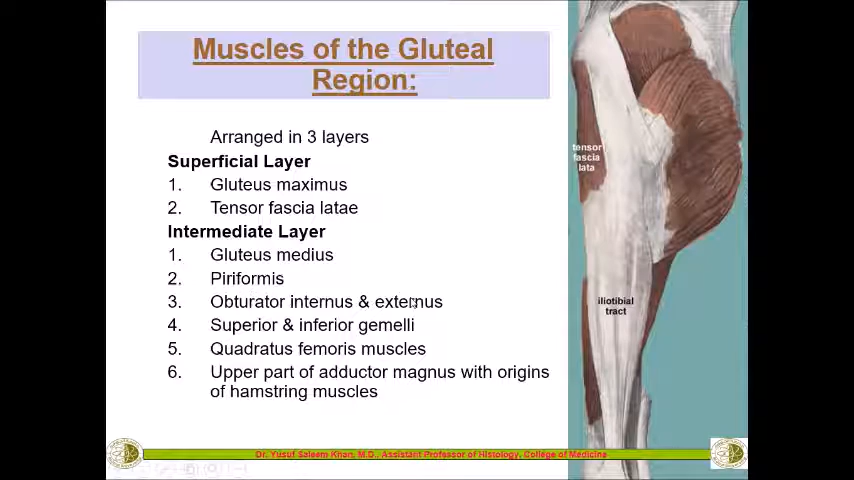 Muscles of the Gluteal
Region:
Arranged in 3 layers
Superficial Layer
1. Gluteus maximus
2. Tensor fascia latae
Intermediate Layer
1. Gluteus medius
2. Piriformis
3. Obturator internus & externus
4. Superior & inferior gemelli
5. Quadratus femoris muscles
6. Upper part of adductor magnus with origins
of hamstring muscles
tensor
fascia
lata
iliotibial
tract
Dr. Yusuf Saleem Khan, M.D., Assistant Professor of Histology, College of Medicine